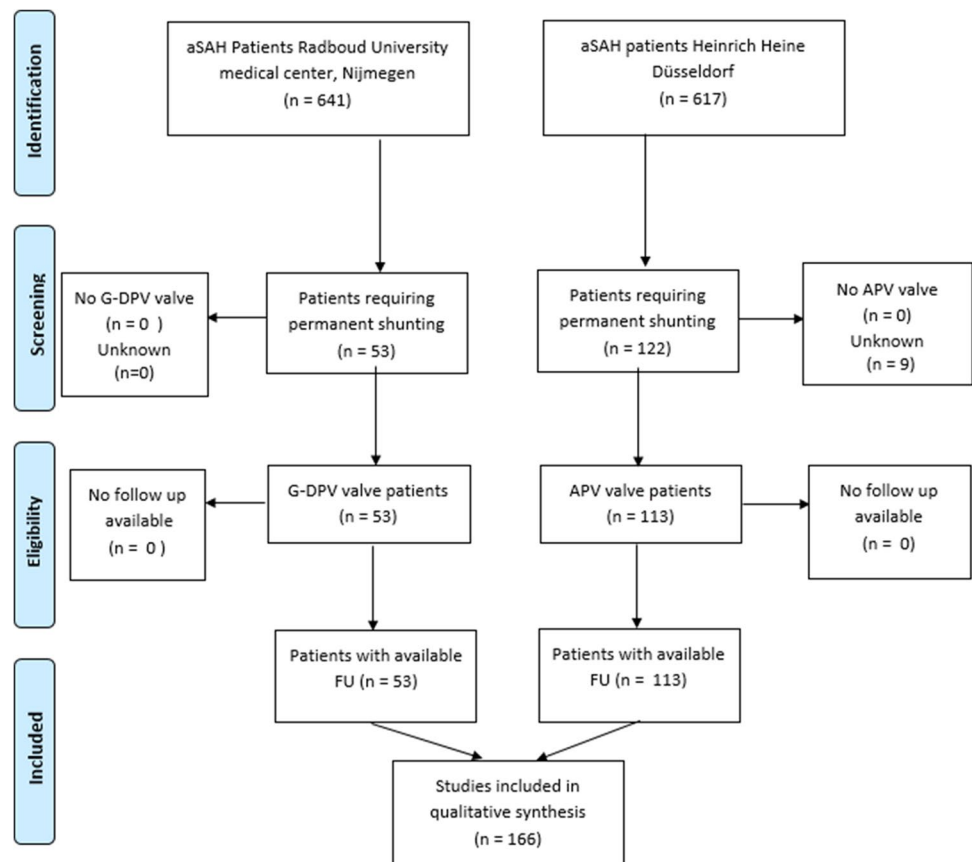 Identification
aSAH Patients Radboud University
medical center, Nijmegen
(n = 641)
aSAH patients Heinrich Heine
Düsseldorf
(n = 617)
Screening
No G-DPV valve
(n = 0 )
Unknown
(n=0)
Patients requiring
permanent shunting
(n = 53)
Patients requiring
permanent shunting
(n = 122)
No APV valve
(n = 0)
Unknown
(n = 9)
Eligibility
No follow up
available
(n = 0 )
G-DPV valve patients
(n = 53)
APV valve patients
(n = 113)
No follow up
available
(n = 0)
Included
Patients with available
FU (n = 53)
Patients with available
FU (n = 113)
Studies included in
qualitative synthesis
(n = 166)